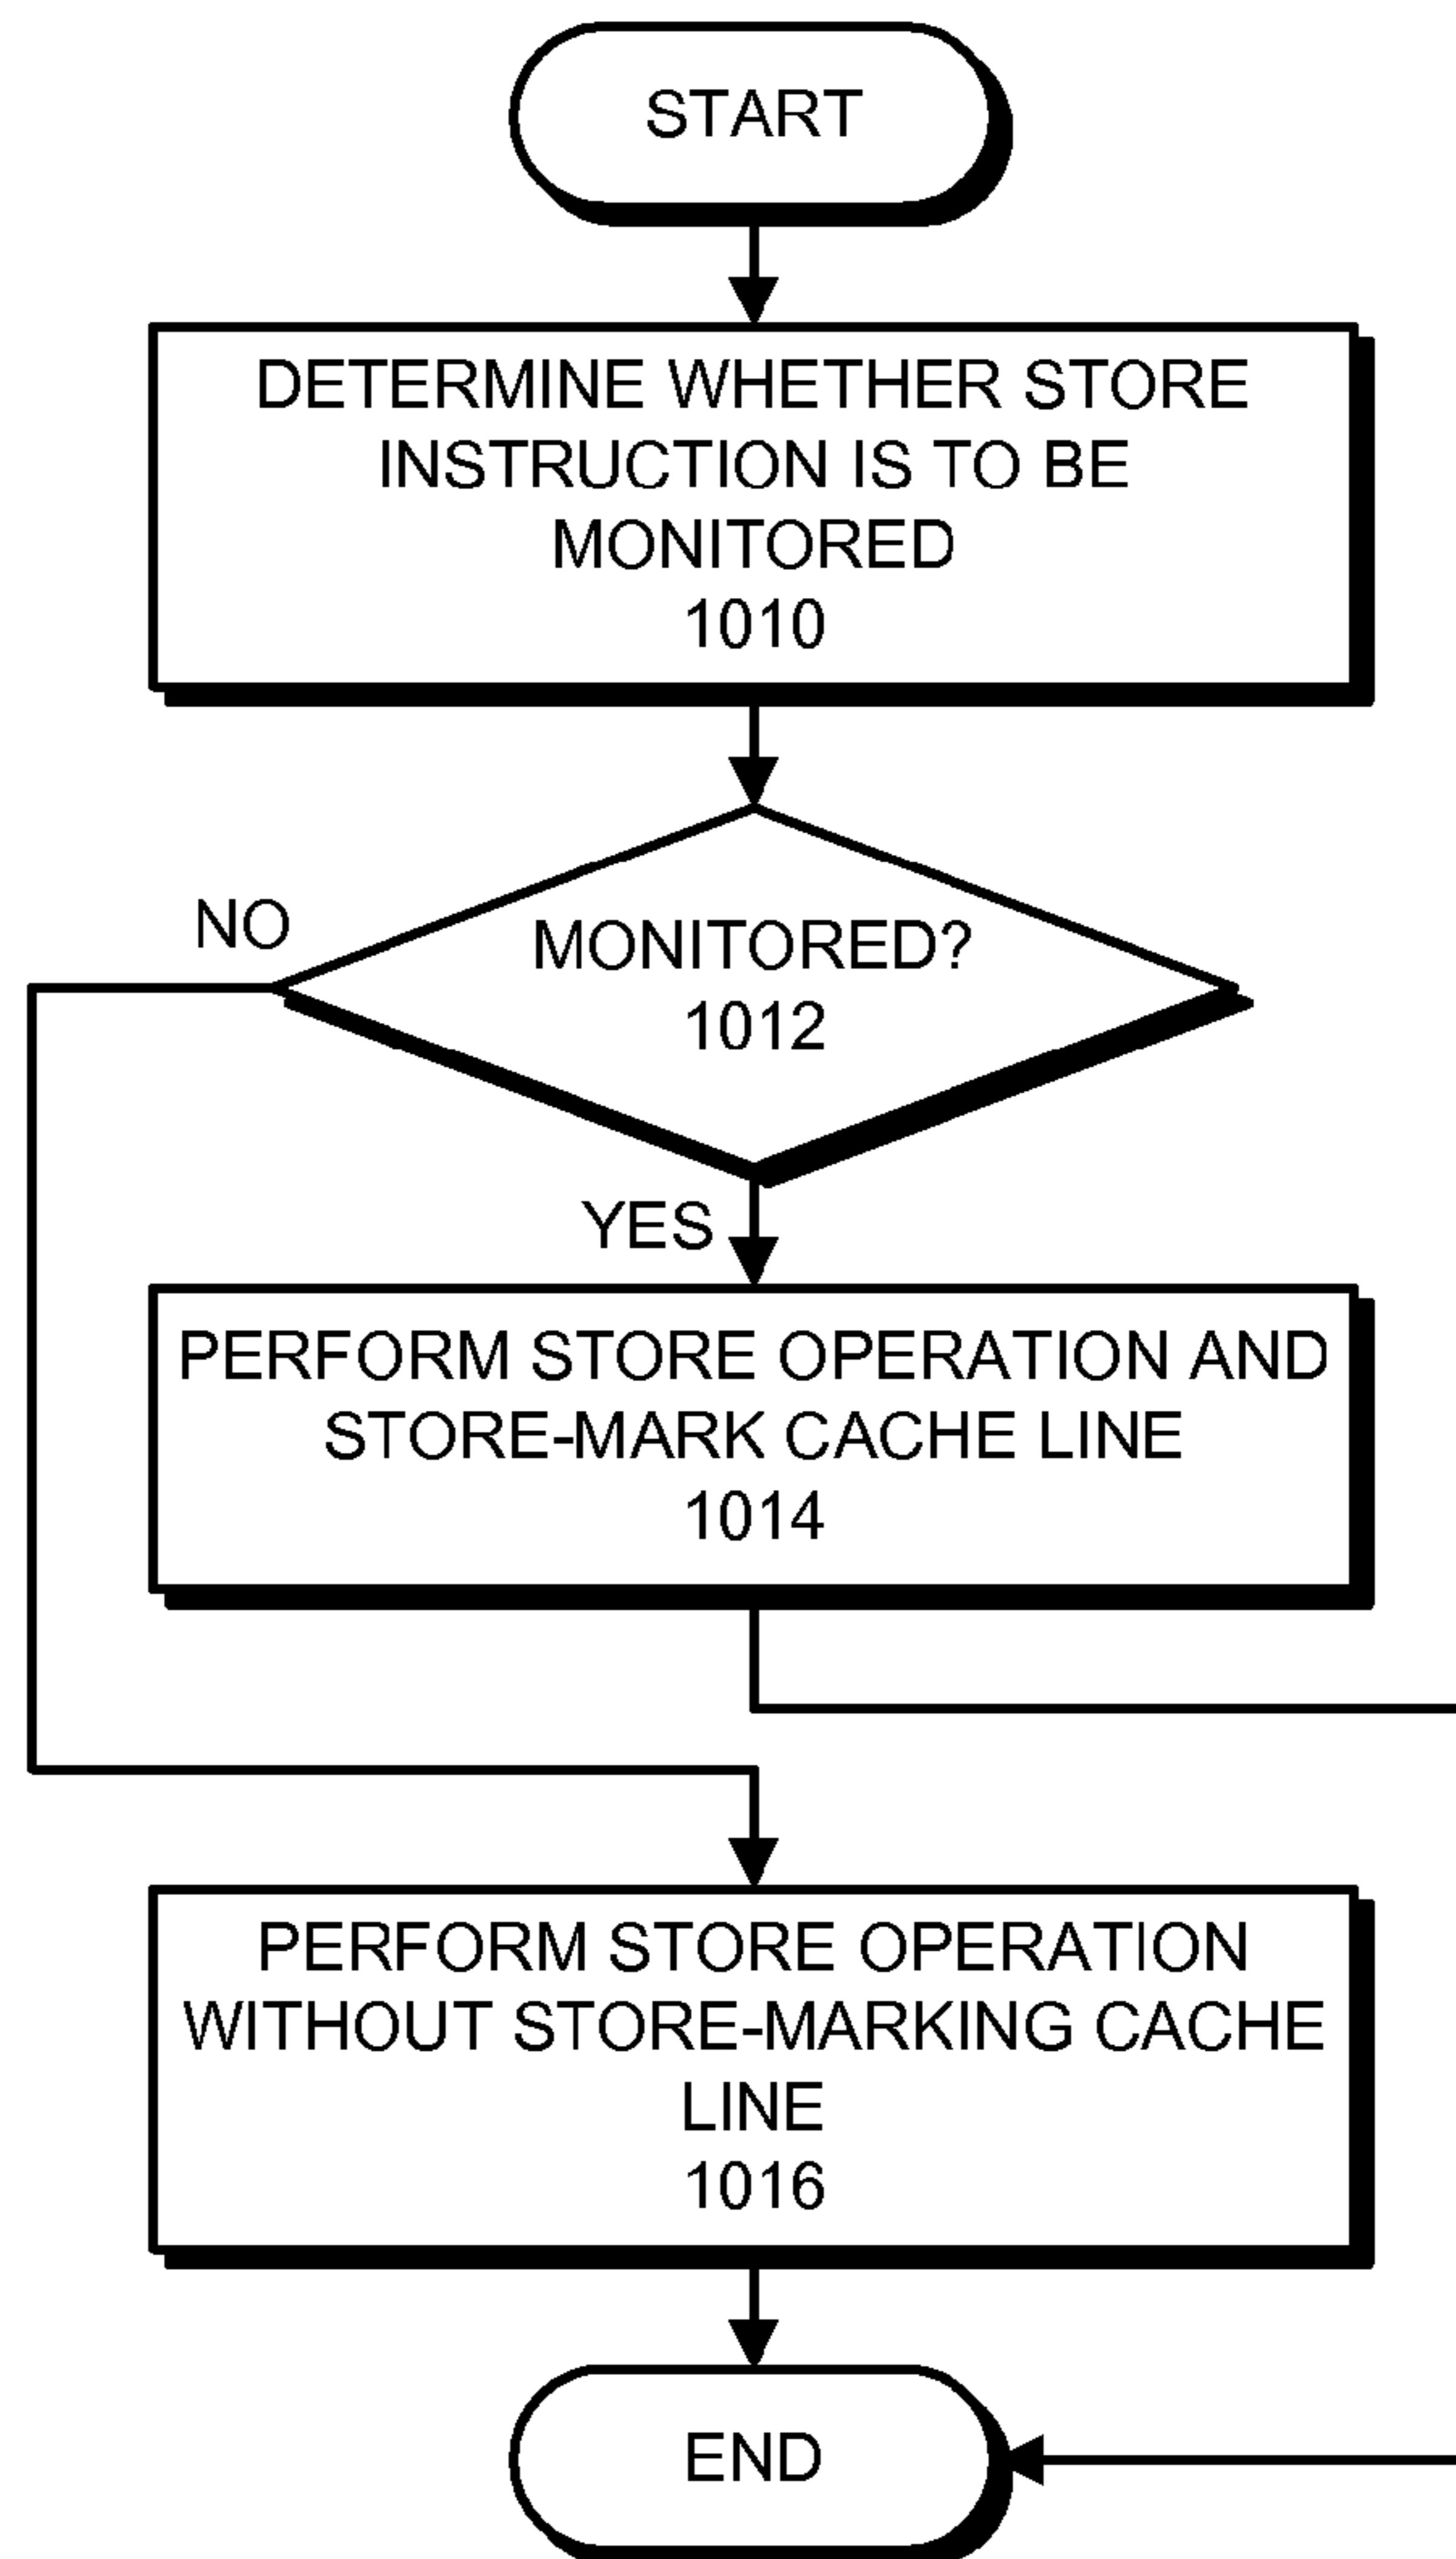 START
DETERMINE WHETHER STORE
INSTRUCTION IS TO BE
MONITORED
1010
NO
MONITORED?
1012
YES
PERFORM STORE OPERATION AND
STORE-MARK CACHE LINE
1014
PERFORM STORE OPERATION
WITHOUT STORE-MARKING CACHE
LINE
1016
END